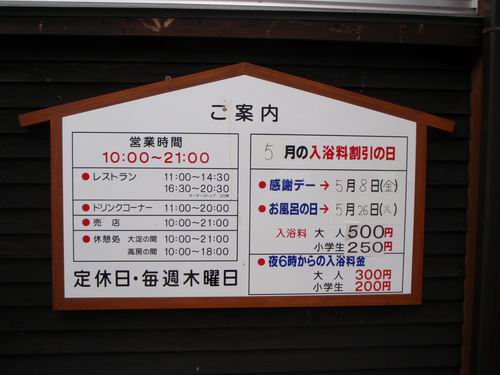 ご案内
営業時間
10:00〜21:00
●レストラン 11:00〜14:30
16:30〜20:30
●ドリンクコーナー 11:00〜20:00
●売店 10:00〜21:00
●休憩処 大淀の間 10:00〜21:00
高房の間 10:00〜18:00
定休日・毎週木曜日
5月の入浴料割引の日
●感謝デー→5月8日(金)
●お風呂の日→5月26日(火)
入浴料 大人 500円
小学生 250円
●夜6時からの入浴料金
大人 300円
小学生 200円